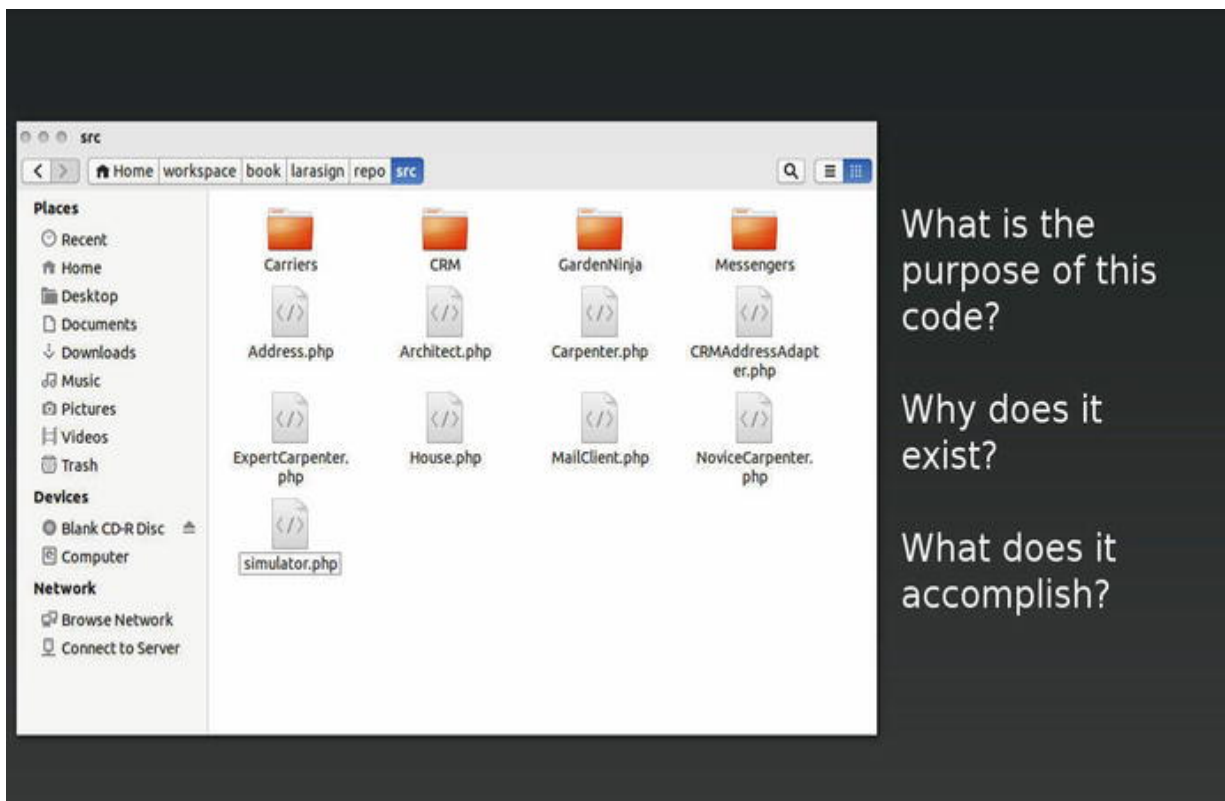 src
Home workspace book larasign repo src
Places
Recent
Home
Desktop
Documents
Downloads
Music
Pictures
Videos
Trash
Devices
Blank CD-R Disc
Computer
Network
Browse Network
Connect to Server
Carriers CRM GardenNinja Messengers
Address.php Architect.php Carpenter.php CRMAddressAdapt
er.php
ExpertCarpenter. House.php MailClient.php NoviceCarpenter.
php php
simulator.php
What is the
purpose of this
code?
Why does it
exist?
What does it
accomplish?